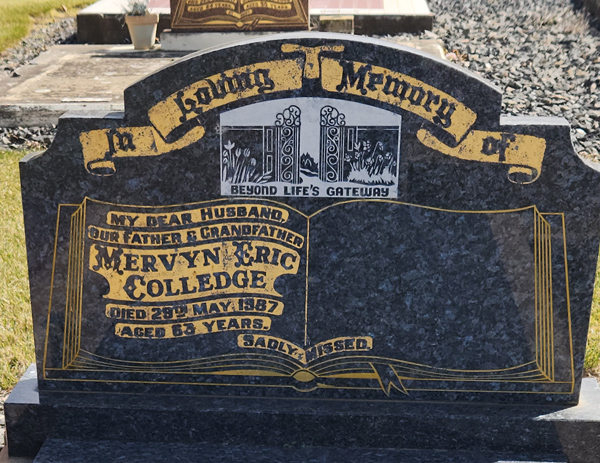 In Loving Memory of
BEYOND LIFE'S GATEWAY
MY DEAR HUSBAND,
OUR FATHER & GRANDFATHER
MERVYN ERIC
COLLEDGE
DIED 29TH MAY 1987
AGED 63 YEARS.
SADLY MISSED